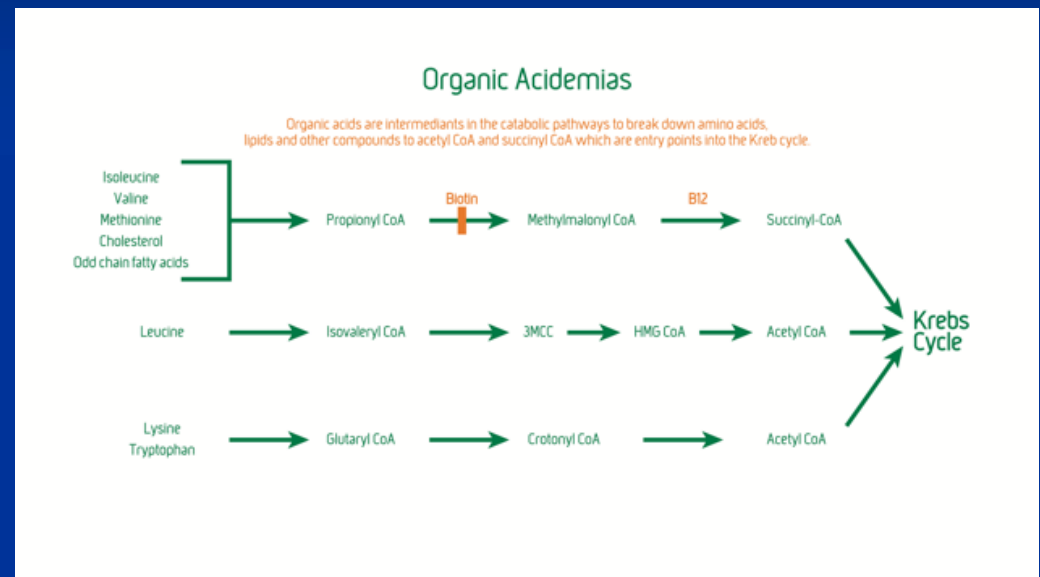 Organic Acidemias
Organic acids are intermediants in the catabolic pathways to break down amino acids,
lipids and other compounds to acetyl CoA and succinyl CoA which are entry points into the Kreb cycle.
Isoleucine
Valine
Methionine
Cholesterol
Odd chain fatty acids
Propionyl CoA
Biotin
Methylmalonyl CoA
B12
Succinyl-CoA
Leucine
Isovaleryl CoA
3MCC
HMG CoA
Acetyl CoA
Krebs
Cycle
Lysine
Tryptophan
Glutaryl CoA
Crotonyl CoA
Acetyl CoA